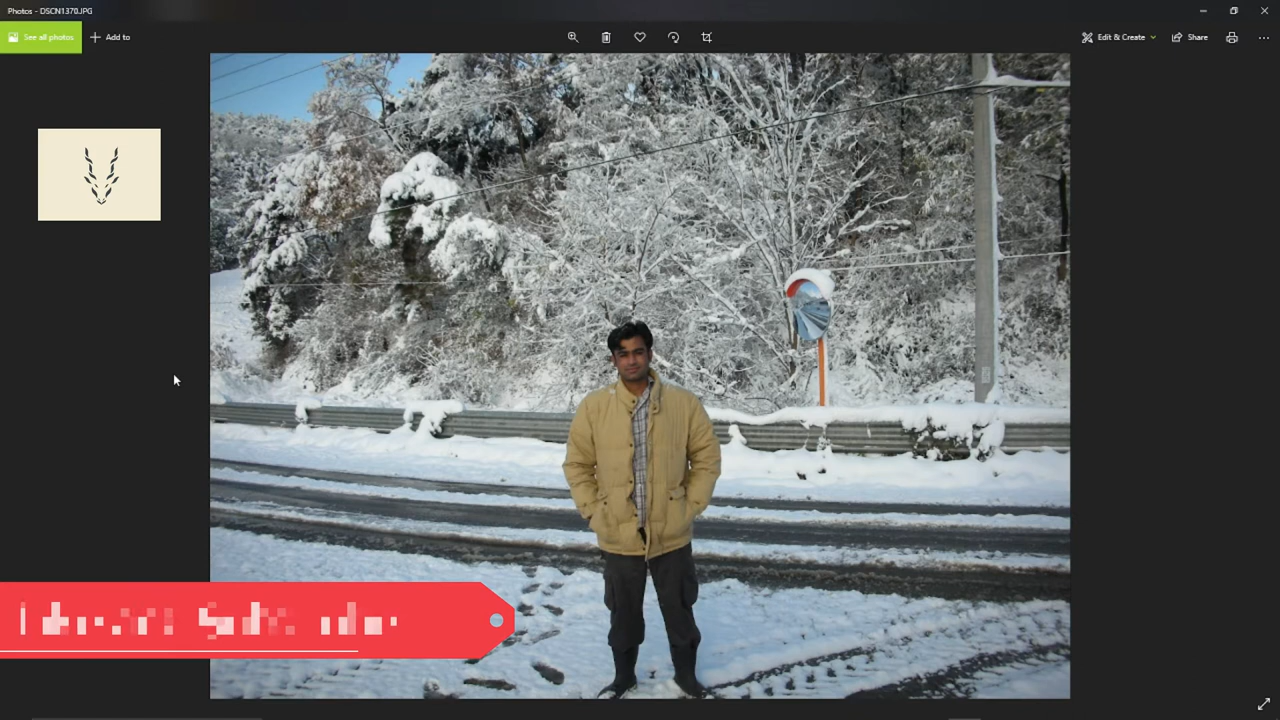 Photos - DSCN1370.JPG
See all photos
Add to
Edit & Create
Share